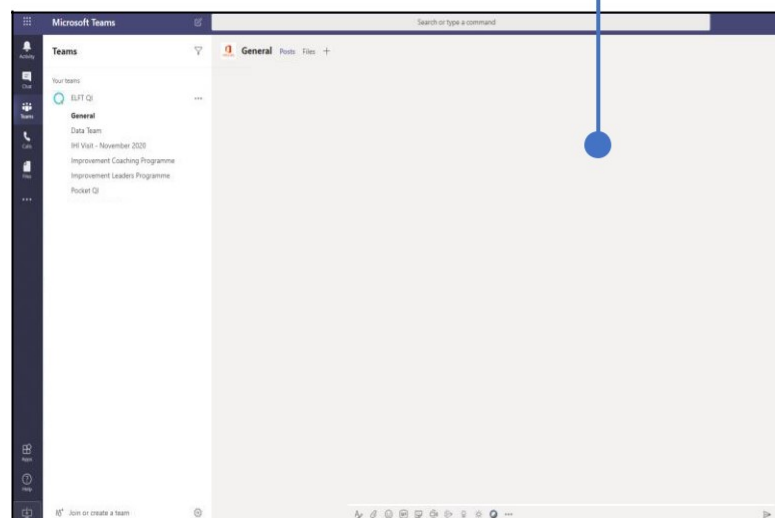 Microsoft Teams
Search or type a command
Activity
Chat
Teams
Calls
Files
Teams
Your teams
ELFT QI
General
Data Team
IHI Visit - November 2020
Improvement Coaching Programme
Improvement Leaders Programme
Pocket QI
General Posts Files +
Apps
Help
Join or create a team